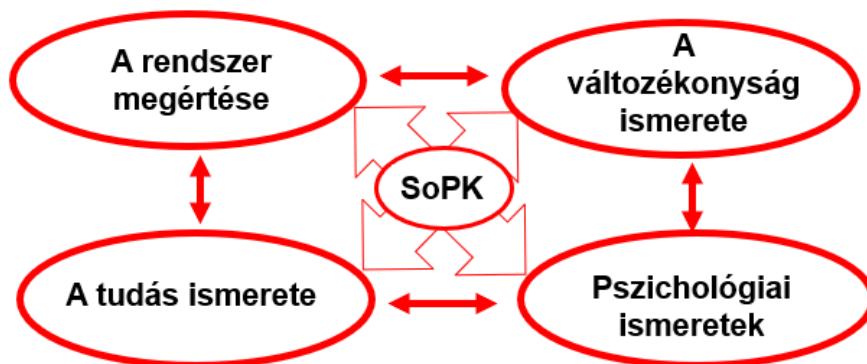 A rendszer
megértése
A
változékonyság
ismerete
SoPK
A tudás ismerete
Pszichológiai
ismeretek